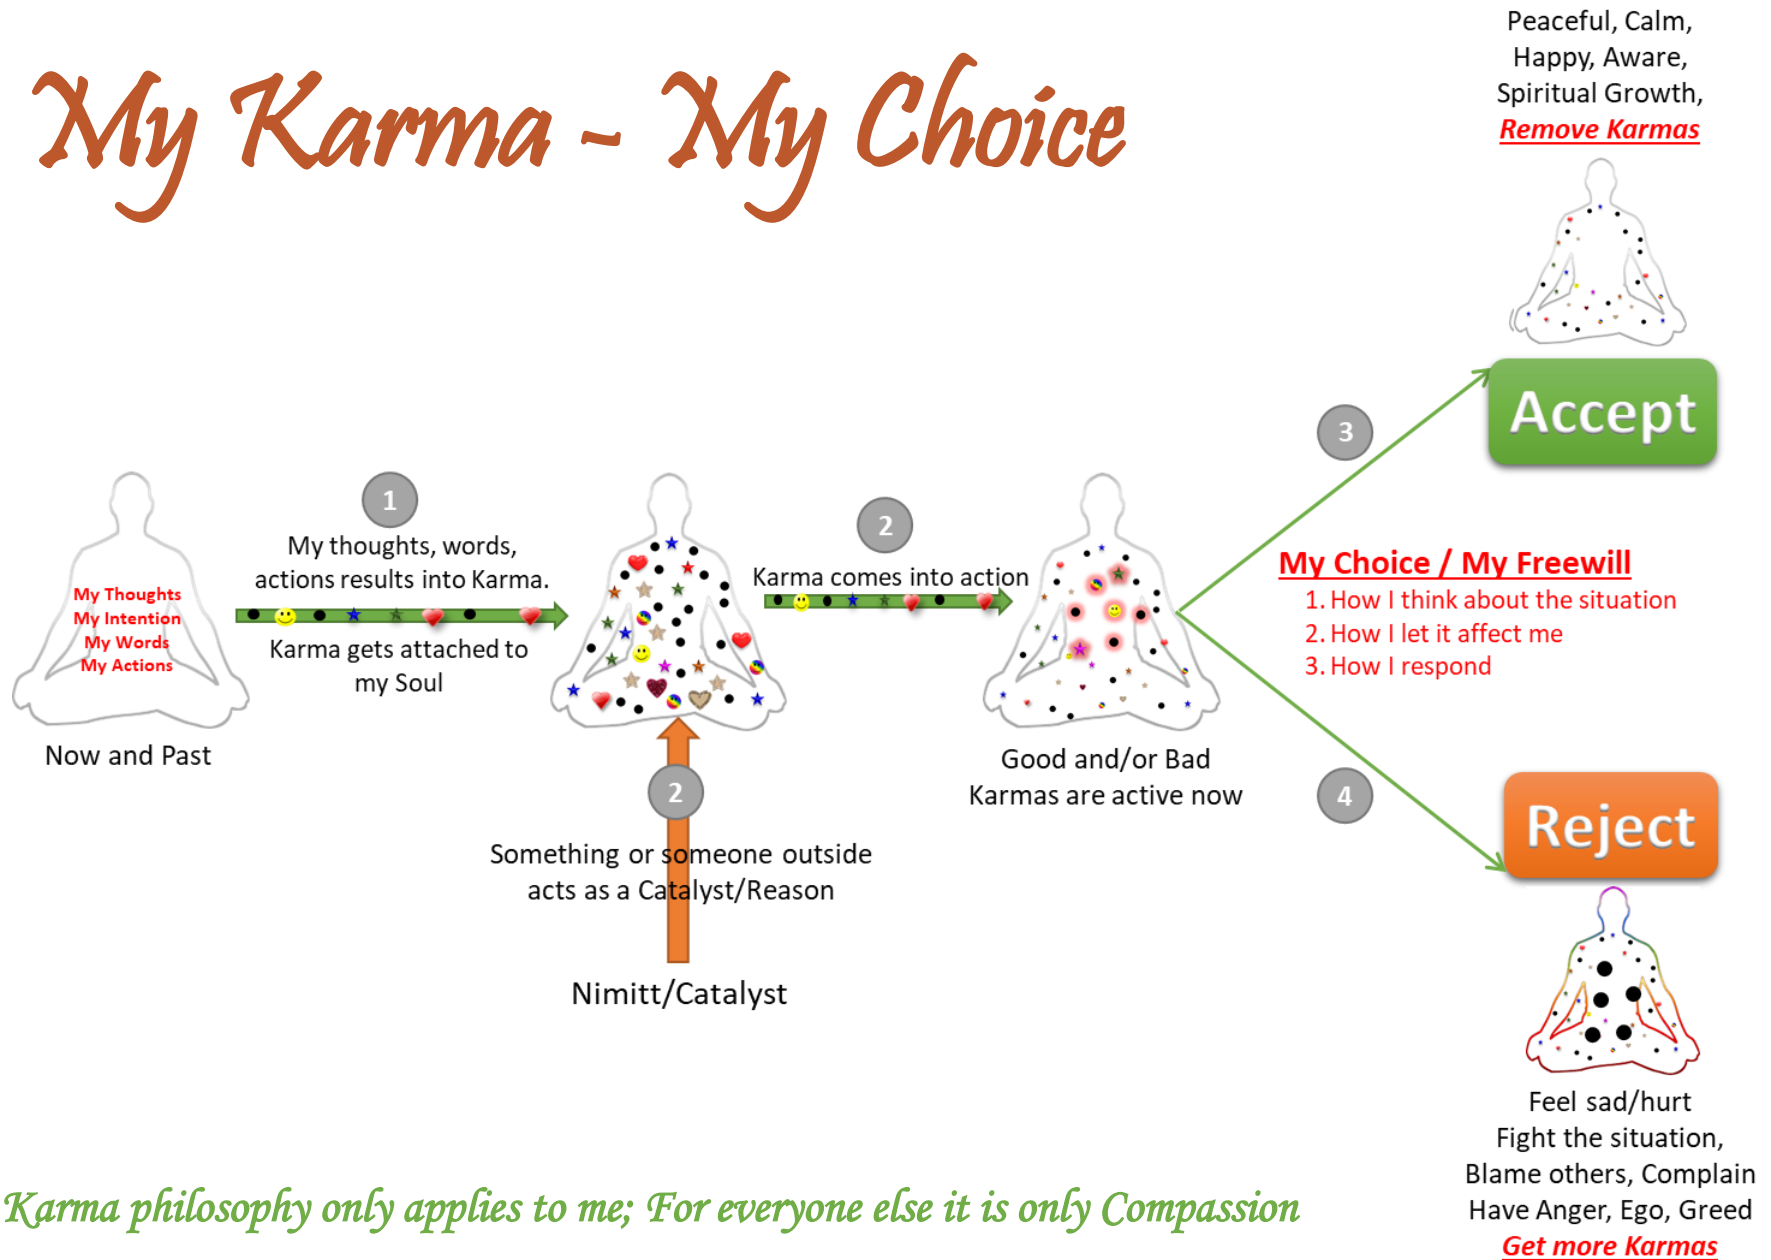 My Karma - My Choice
Peaceful, Calm,
Happy, Aware,
Spiritual Growth,
Remove Karmas
Accept
3
1
My thoughts, words,
actions results into Karma.
Karma gets attached to
my Soul
My Thoughts
My Intention
My Words
My Actions
Now and Past
2
Karma comes into action
2
Something or someone outside
acts as a Catalyst/Reason
Nimitt/Catalyst
Good and/or Bad
Karmas are active now
My Choice / My Freewill
1. How I think about the situation
2. How I let it affect me
3. How I respond
4
Reject
Feel sad/hurt
Fight the situation,
Blame others, Complain
Have Anger, Ego, Greed
Get more Karmas
Karma philosophy only applies to me; For everyone else it is only Compassion